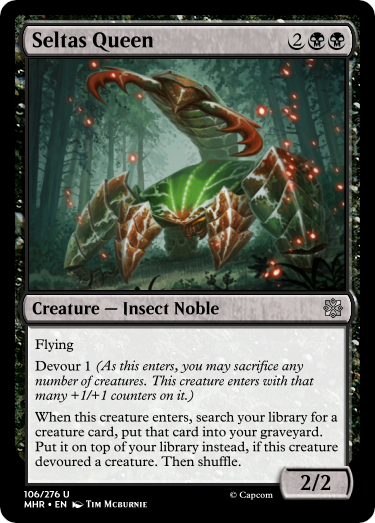 Seltas Queen 2
Creature — Insect Noble
Flying
Devour 1 (As this enters, you may sacrifice any
number of creatures. This creature enters with that
many +1/+1 counters on it.)
When this creature enters, search your library for a
creature card, put that card into your graveyard.
Put it on top of your library instead, if this creature
devoured a creature. Then shuffle.
2/2
106/276 U
MHR • EN Tim Mcburnie
© Capcom